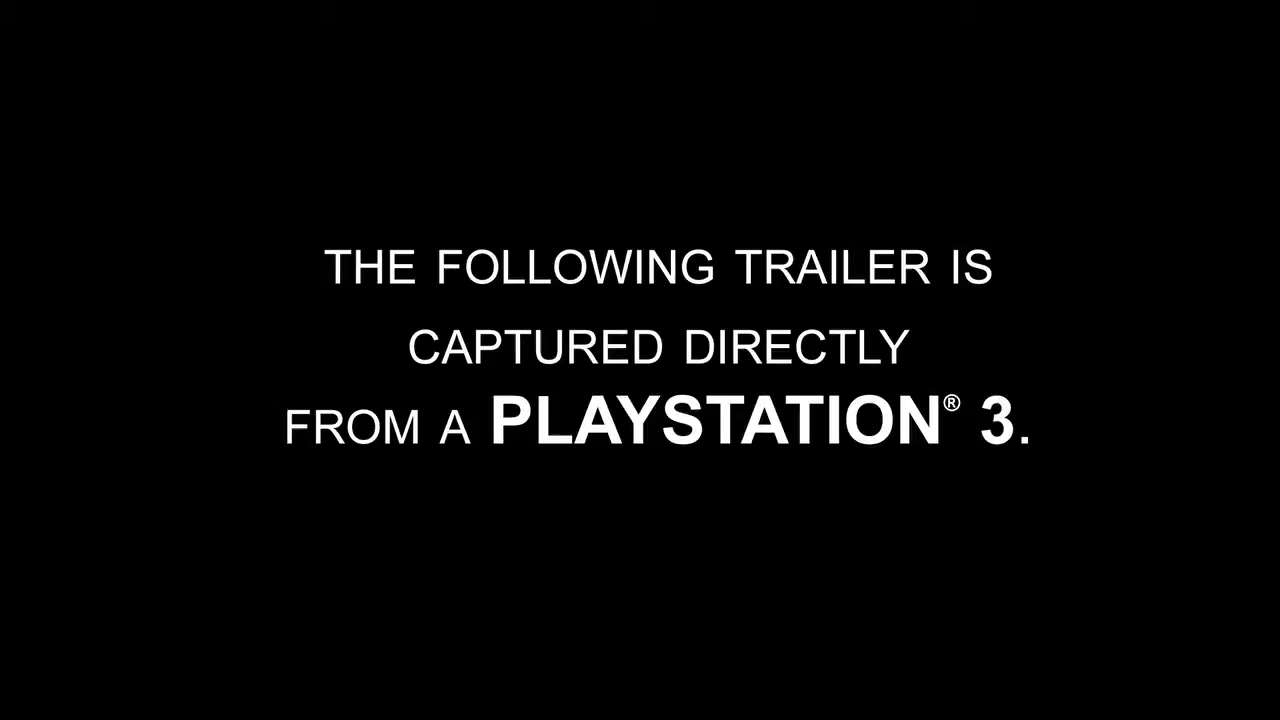 THE FOLLOWING TRAILER IS
CAPTURED DIRECTLY
FROM A PLAYSTATION® 3.